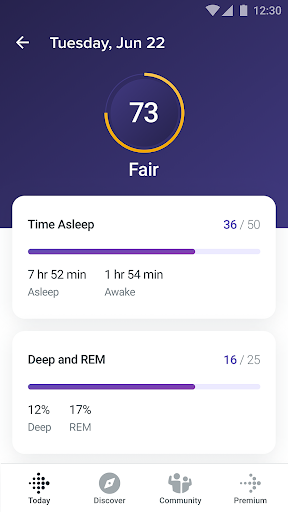 12:30
Tuesday, Jun 22
73
Fair
Time Asleep 36 / 50
7 hr 52 min 1 hr 54 min
Asleep Awake
Deep and REM 16 / 25
12% 17%
Deep REM
Today Discover Community Premium